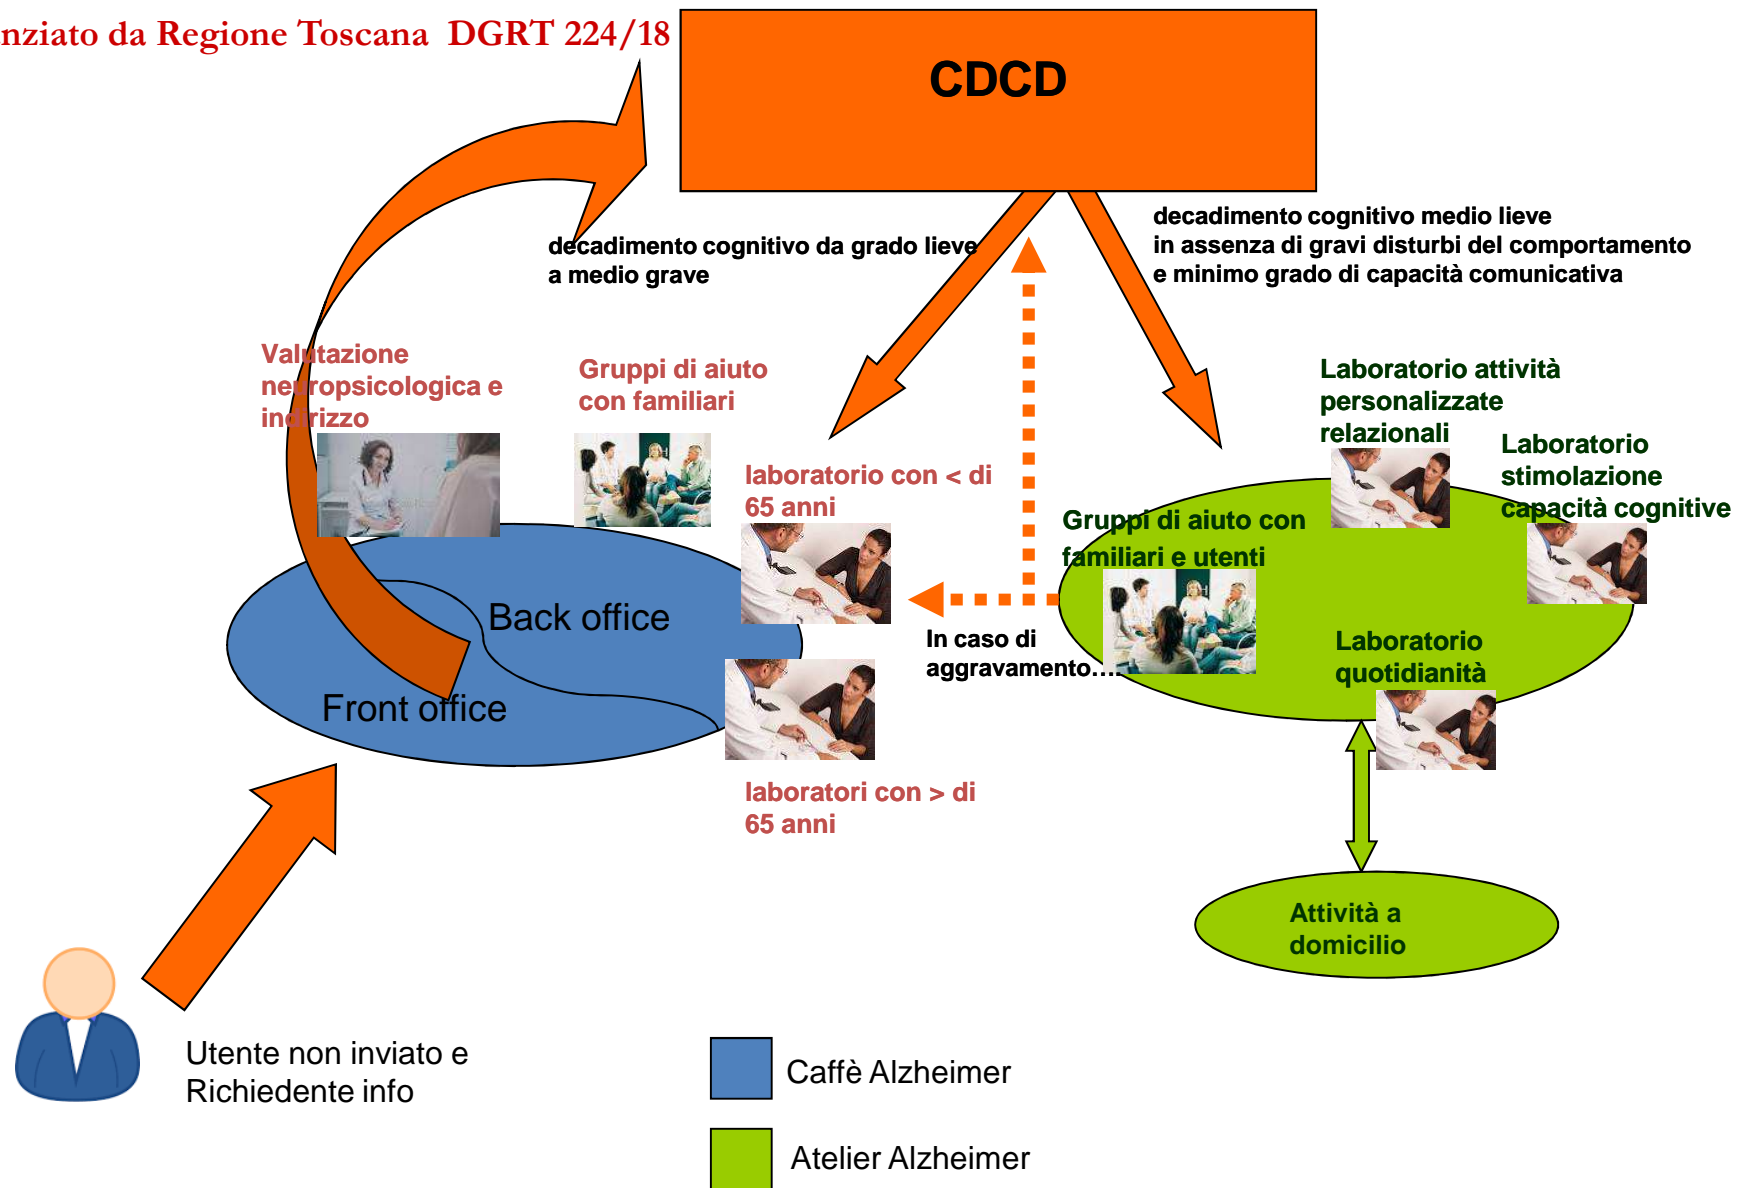 nziato da Regione Toscana DGRT 224/18
CDCD
decadimento cognitivo da grado lieve
a medio grave
decadimento cognitivo medio lieve
in assenza di gravi disturbi del comportamento
e minimo grado di capacità comunicativa
Valutazione
neuropsicologica e
indirizzo
Gruppi di aiuto
con familiari
laboratorio con < di
65 anni
Laboratorio attività
personalizzate
relazionali
Laboratorio
stimolazione
capacità cognitive
Gruppi di aiuto con
familiari e utenti
Back office
Front office
In caso di
aggravamento….
Laboratorio
quotidianità
laboratori con > di
65 anni
Attività a
domicilio
Utente non inviato e
Richiedente info
Caffè Alzheimer
Atelier Alzheimer